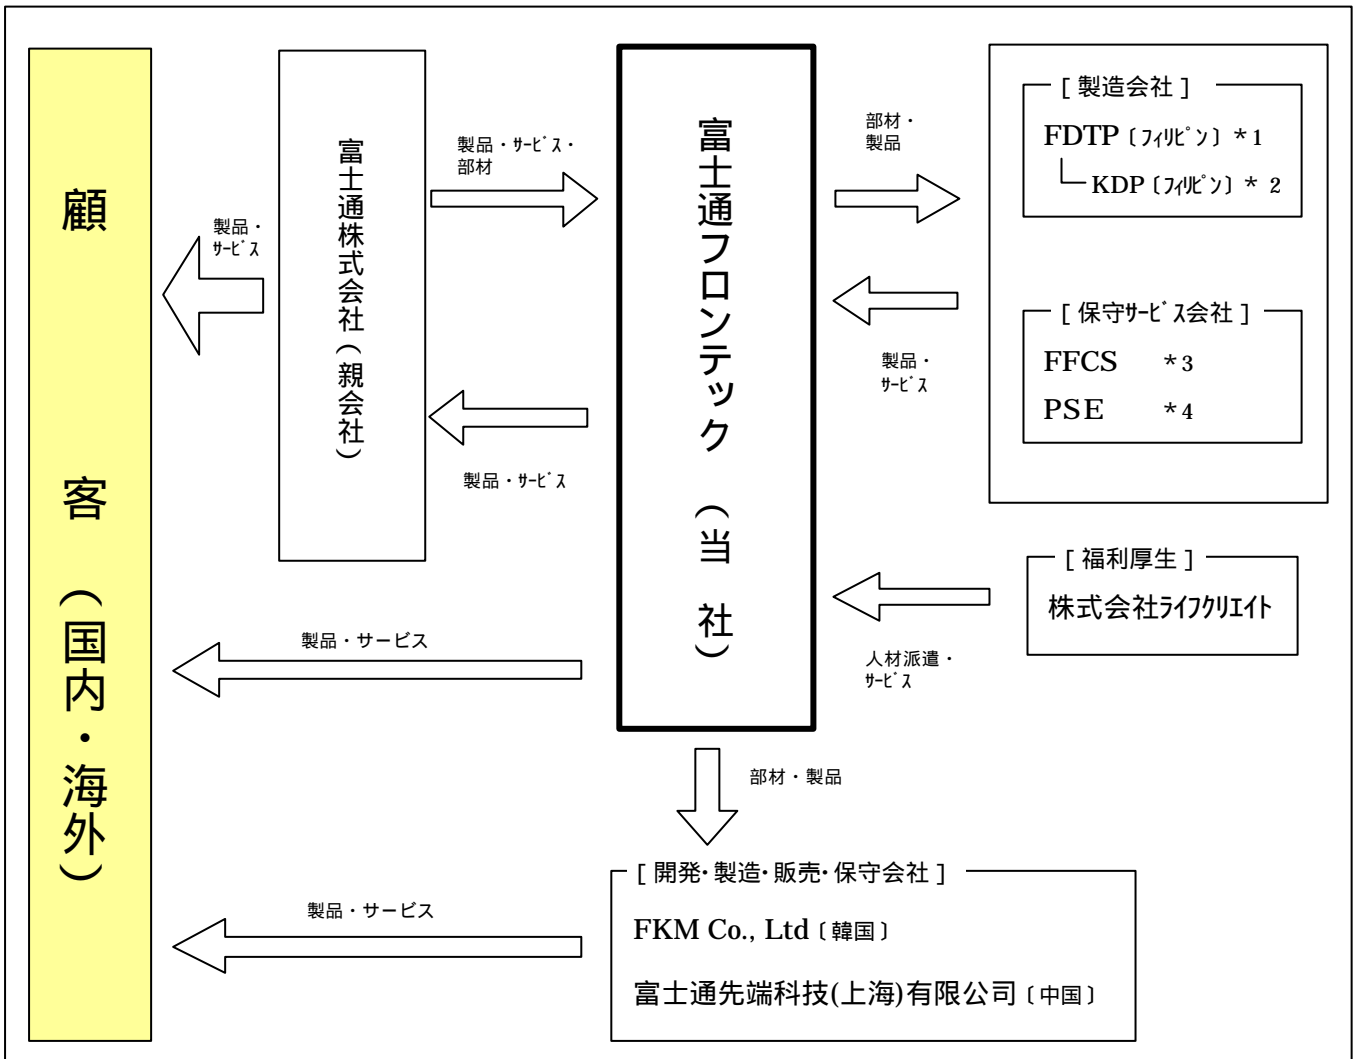 顧客(国内・海外)
製品・
ｻｰﾋﾞｽ
富士通株式会社(親会社)
製品・ｻｰﾋﾞｽ・
部材
製品・ｻｰﾋﾞｽ
富士通フロンテック (当 社)
部材・
製品
製品・
ｻｰﾋﾞｽ
[ 製造会社 ]
FDTP〔ﾌｨﾘﾋﾟﾝ〕*1
KDP〔ﾌｨﾘﾋﾟﾝ〕* 2
[ 保守ｻｰﾋﾞｽ会社 ]
FFCS *3
PSE *4
[ 福利厚生 ]
株式会社ﾗｲﾌｸﾘｴｲﾄ
人材派遣・
ｻｰﾋﾞｽ
製品・サービス
部材・製品
[ 開発・製造・販売・保守会社 ]
FKM Co., Ltd〔韓国〕
富士通先端科技(上海)有限公司〔中国〕
製品・サービス